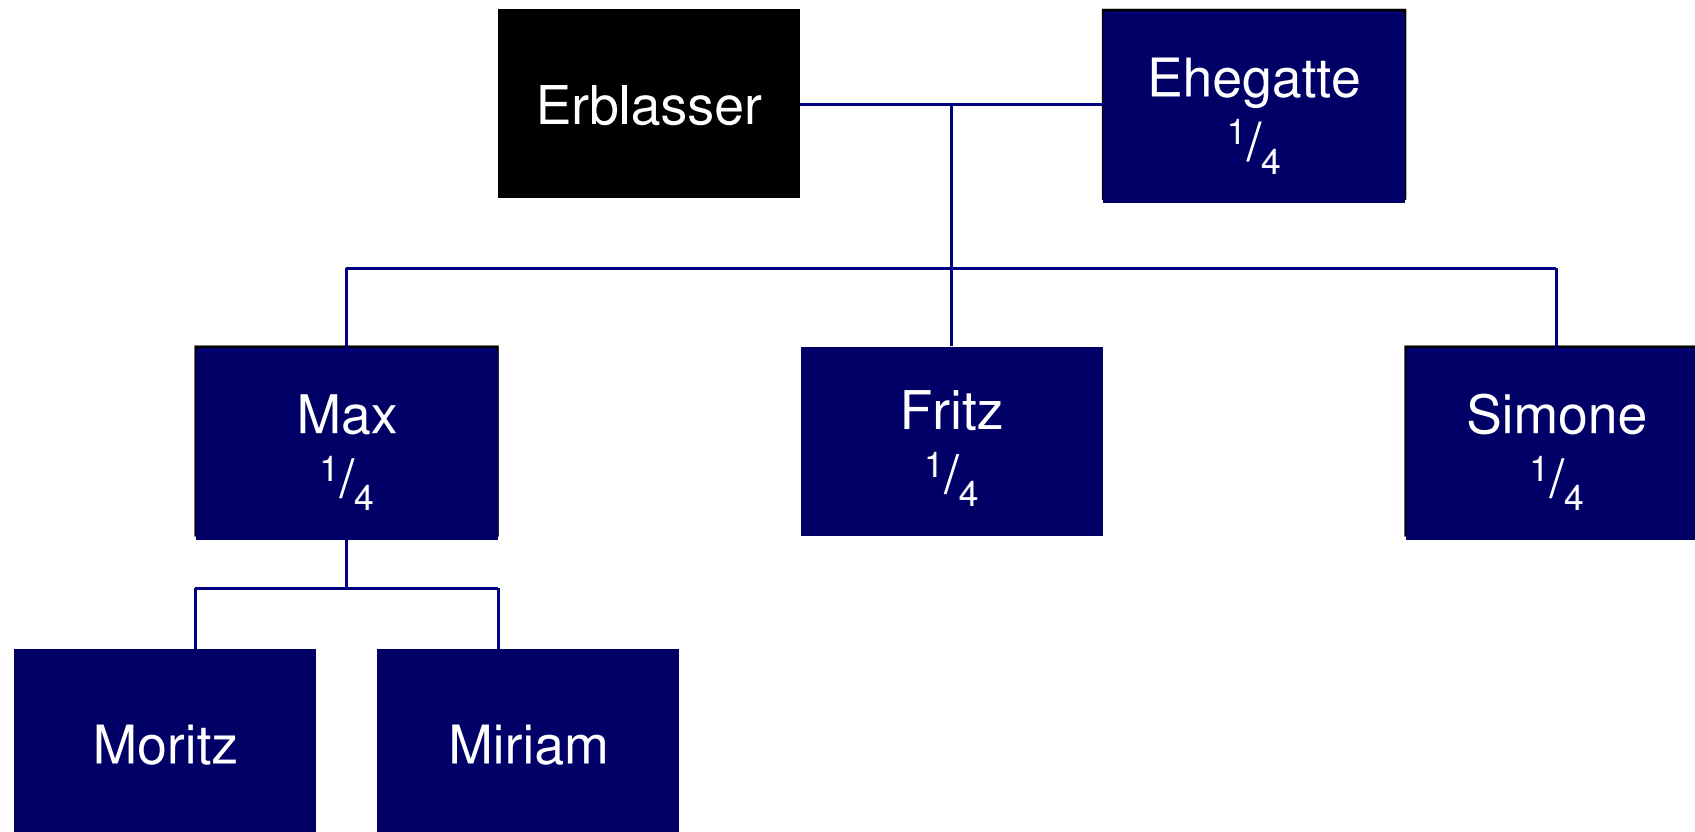 Erblasser
Ehegatte
1/4
Max
1/4
Fritz
1/4
Simone
1/4
Moritz
Miriam